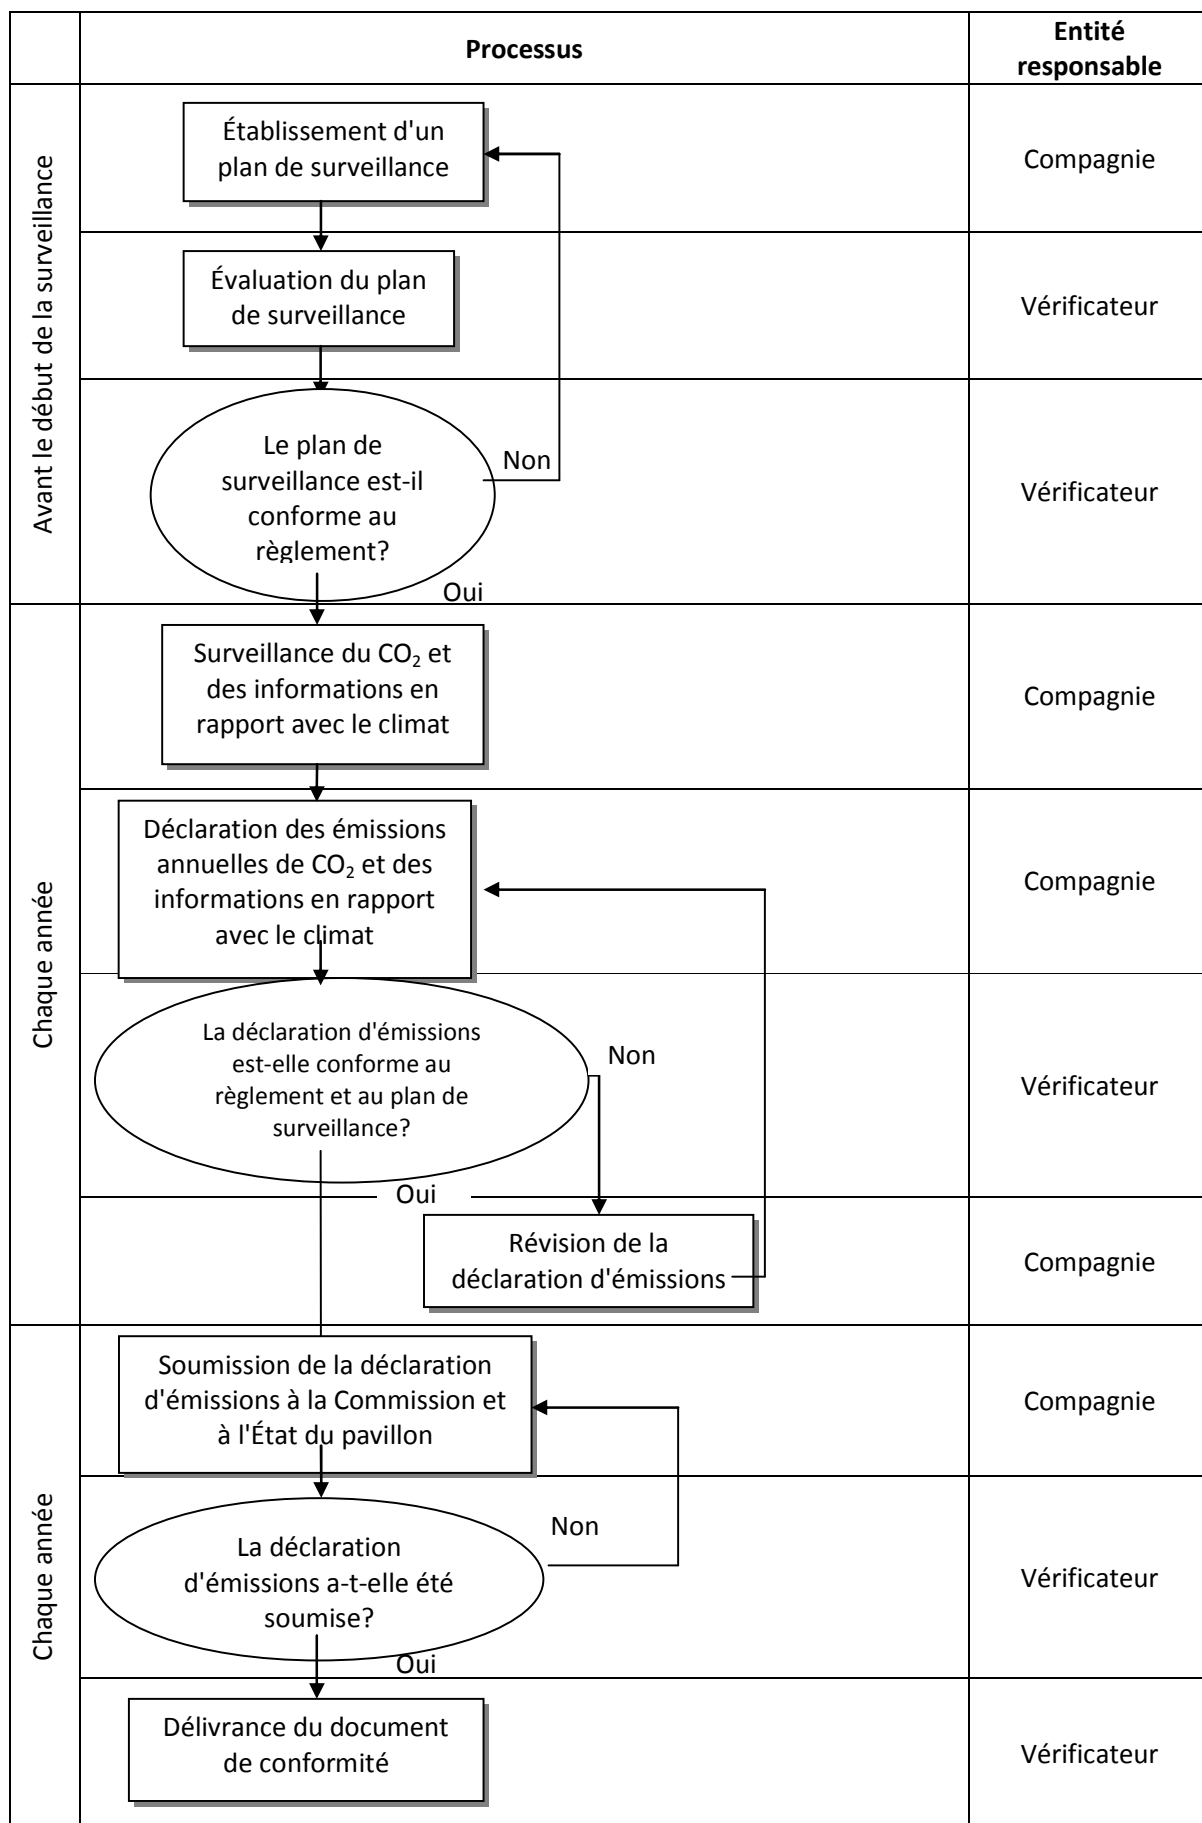 Processus
Entité
responsable
Avant le début de la surveillance
Établissement d'un
plan de surveillance
Compagnie
Évaluation du plan
de surveillance
Vérificateur
Le plan de
surveillance est-il
conforme au
règlement?
Non
Oui
Vérificateur
Chaque année
Surveillance du CO₂ et
des informations en
rapport avec le climat
Compagnie
Déclaration des émissions
annuelles de CO₂ et des
informations en rapport
avec le climat
Compagnie
La déclaration d'émissions
est-elle conforme au
règlement et au plan de
surveillance?
Non
Oui
Vérificateur
Révision de la
déclaration d'émissions
Compagnie
Chaque année
Soumission de la déclaration
d'émissions à la Commission et
à l'État du pavillon
Compagnie
La déclaration
d'émissions a-t-elle été
soumise?
Non
Oui
Vérificateur
Délivrance du document
de conformité
Vérificateur